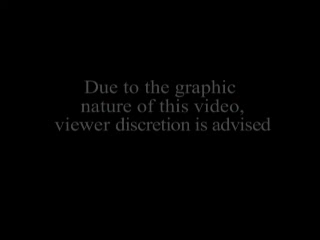 Due to the graphic
nature of this video,
viewer discretion is advised